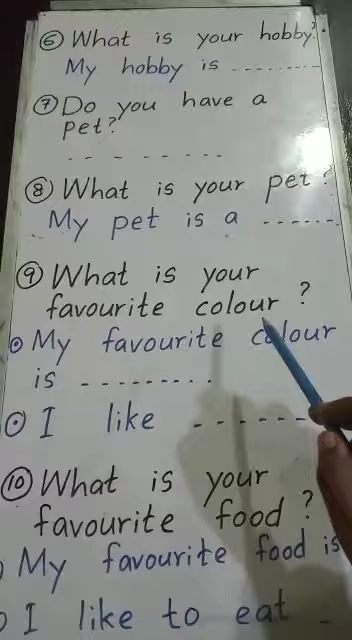 ⑥ What is your hobby?
My hobby is ---------
⑦ Do you have a
pet?
- - - - - - - -
⑧ What is your pet?
My pet is a ------
⑨ What is your
favourite colour ?
⊙ My favourite colour
is ---------
⊙ I like -------
⑩ What is your
favourite food ?
My favourite food is
I like to eat -